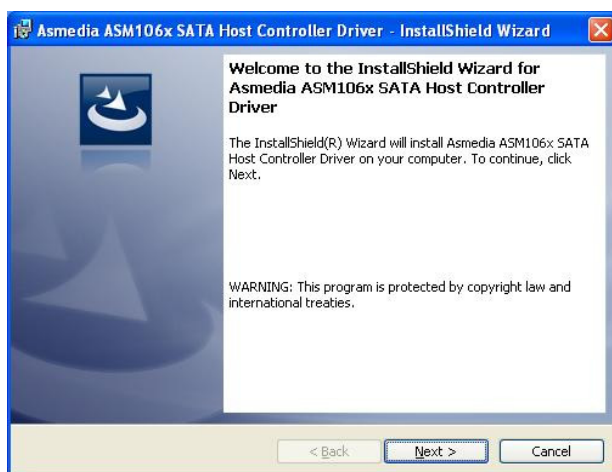 Asmedia ASM106x SATA Host Controller Driver - InstallShield Wizard
Welcome to the InstallShield Wizard for
Asmedia ASM106x SATA Host Controller
Driver
The InstallShield(R) Wizard will install Asmedia ASM106x SATA
Host Controller Driver on your computer. To continue, click
Next.
WARNING: This program is protected by copyright law and
international treaties.
< Back
Next >
Cancel